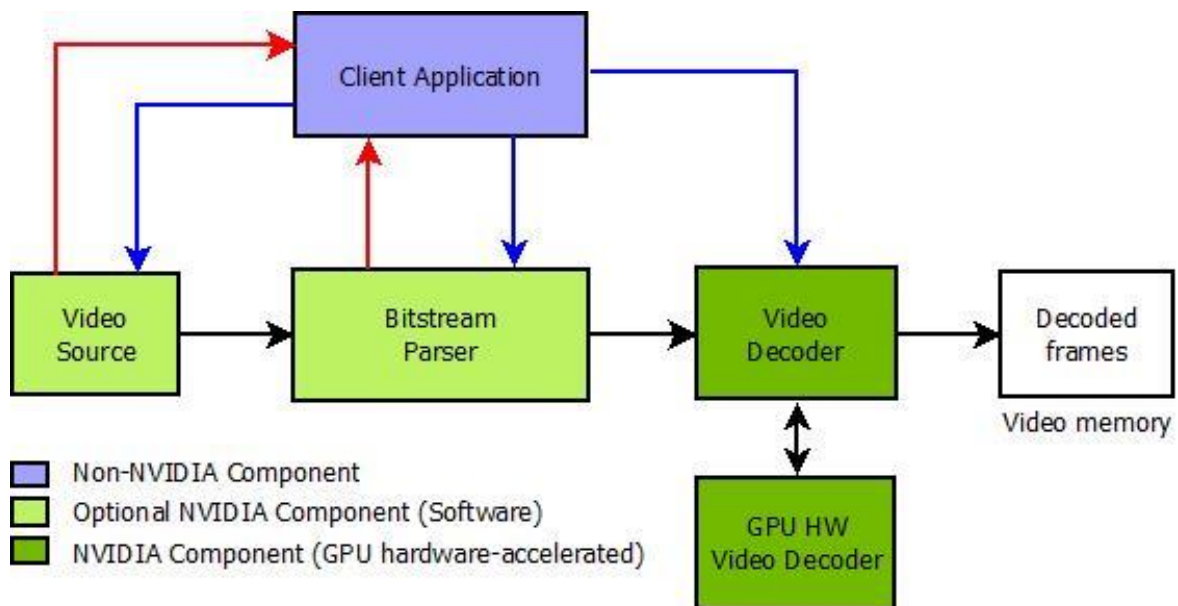 Client Application
Video
Source
Bitstream
Parser
Video
Decoder
Decoded
frames
Video memory
Non-NVIDIA Component
Optional NVIDIA Component (Software)
NVIDIA Component (GPU hardware-accelerated)
GPU HW
Video Decoder